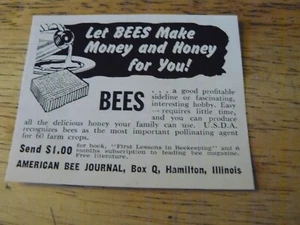 Let BEES Make
Money and Honey
for You!
BEES
... a good profitable
sideline or fascinating,
interesting hobby. Easy
-- requires little time,
and you can produce
all the delicious honey your family can use. U.S.D.A.
recognizes bees as the most important pollinating agent
for 60 farm crops.
Send $1.00 for book, "First Lessons in Beekeeping" and 6
months subscription to leading bee magazine.
Free literature.
AMERICAN BEE JOURNAL, Box Q, Hamilton, Illinois